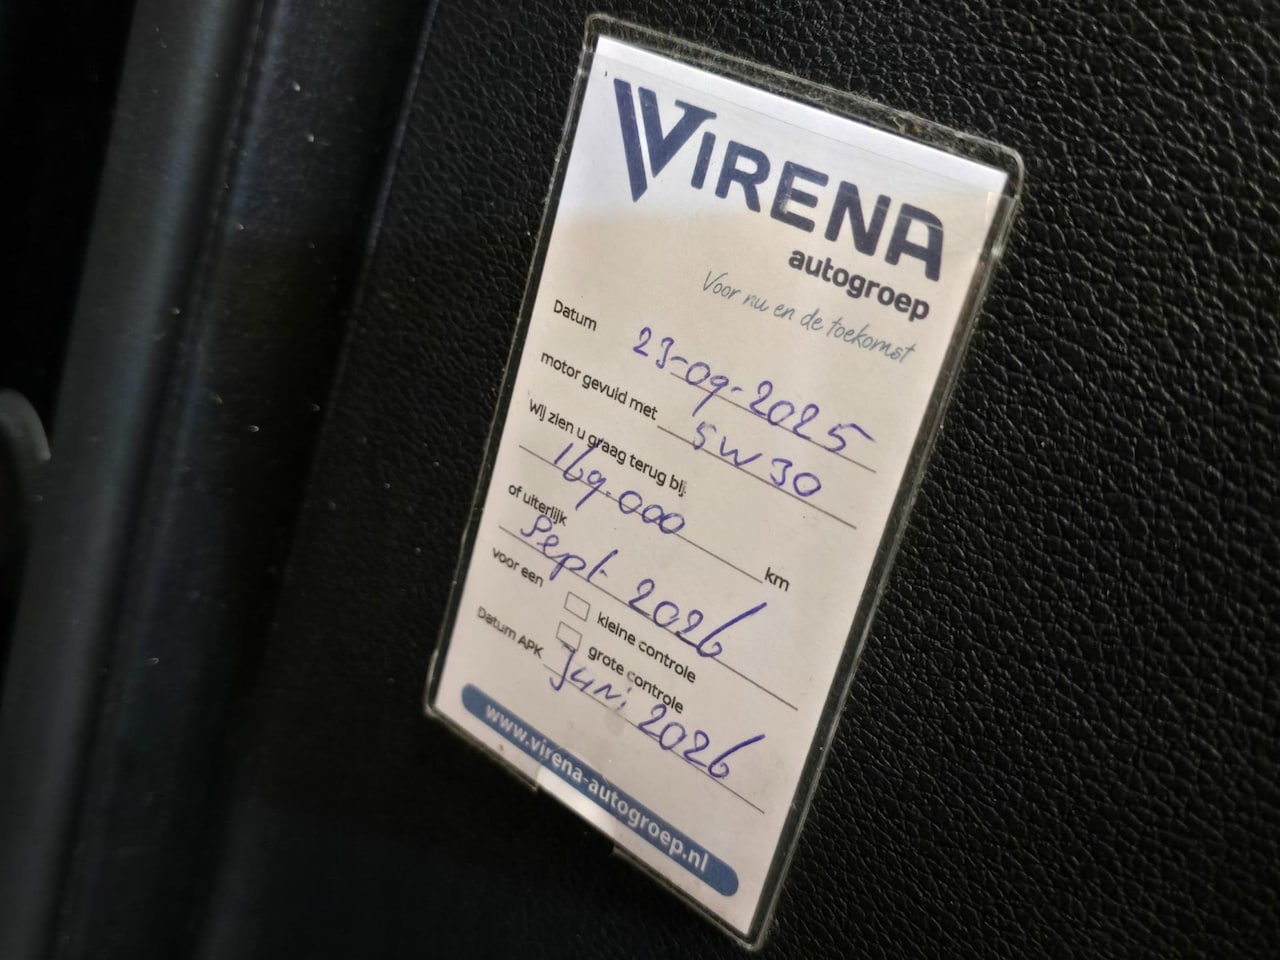 VIRENA
autogroep
Voor nu en de toekomst
Datum 23-09-2025
motor gevuld met 5W30
Wij zien u graag terug bij
169.000 km
of uiterlijk
Sept. 2026
voor een
kleine controle
grote controle
Datum APK Juni 2026
www.virena-autogroep.nl